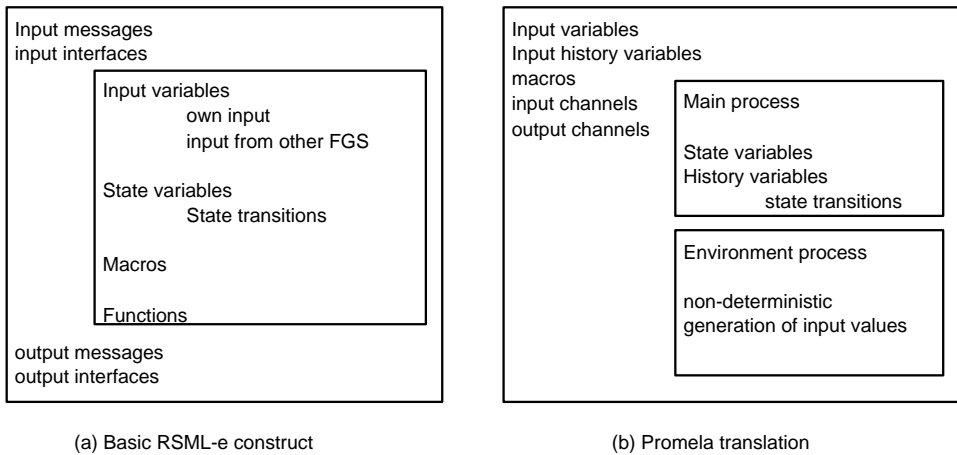 Input messages
input interfaces
Input variables
own input
input from other FGS
State variables
State transitions
Macros
Functions
output messages
output interfaces
(a) Basic RSML-e construct
Input variables
Input history variables
macros
input channels
output channels
Main process
State variables
History variables
state transitions
Environment process
non-deterministic
generation of input values
(b) Promela translation